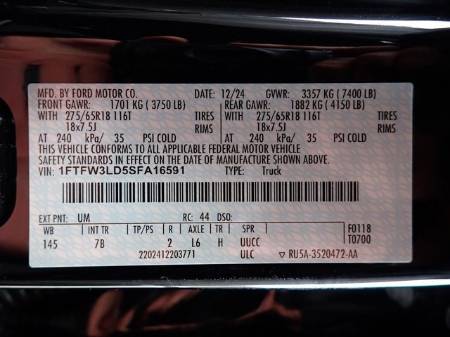 MFD. BY FORD MOTOR CO. 12/24 GVWR: 3357 KG ( 7400 LB)
FRONT GAWR: 1701 KG ( 3750 LB) REAR GAWR: 1882 KG ( 4150 LB)
WITH 275/65R18 116T TIRES WITH 275/65R18 116T TIRES
18x7.5J RIMS 18x7.5J RIMS
AT 240 kPa/ 35 PSI COLD AT 240 kPa/ 35 PSI COLD
THIS VEHICLE CONFORMS TO ALL APPLICABLE FEDERAL MOTOR VEHICLE
SAFETY STANDARDS IN EFFECT ON THE DATE OF MANUFACTURE SHOWN ABOVE
VIN: 1FTFW3LD5SFA16591 TYPE: Truck
EXT PNT: UM RC: 44 DSO: F0118
WB INT TR TP/PS R AXLE TR SPR T0700
145 7B 2 L6 H UUCC
2202412203771 ULC RU5A-3520472-AA